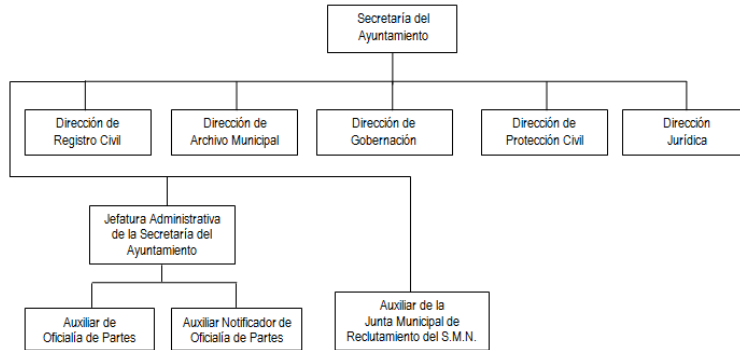 Secretaría del
Ayuntamiento
Dirección de
Registro Civil
Dirección de
Archivo Municipal
Dirección de
Gobernación
Dirección de
Protección Civil
Dirección
Jurídica
Jefatura Administrativa
de la Secretaría del
Ayuntamiento
Auxiliar de
Oficialía de Partes
Auxiliar Notificador de
Oficialía de Partes
Auxiliar de la
Junta Municipal de
Reclutamiento del S.M.N.